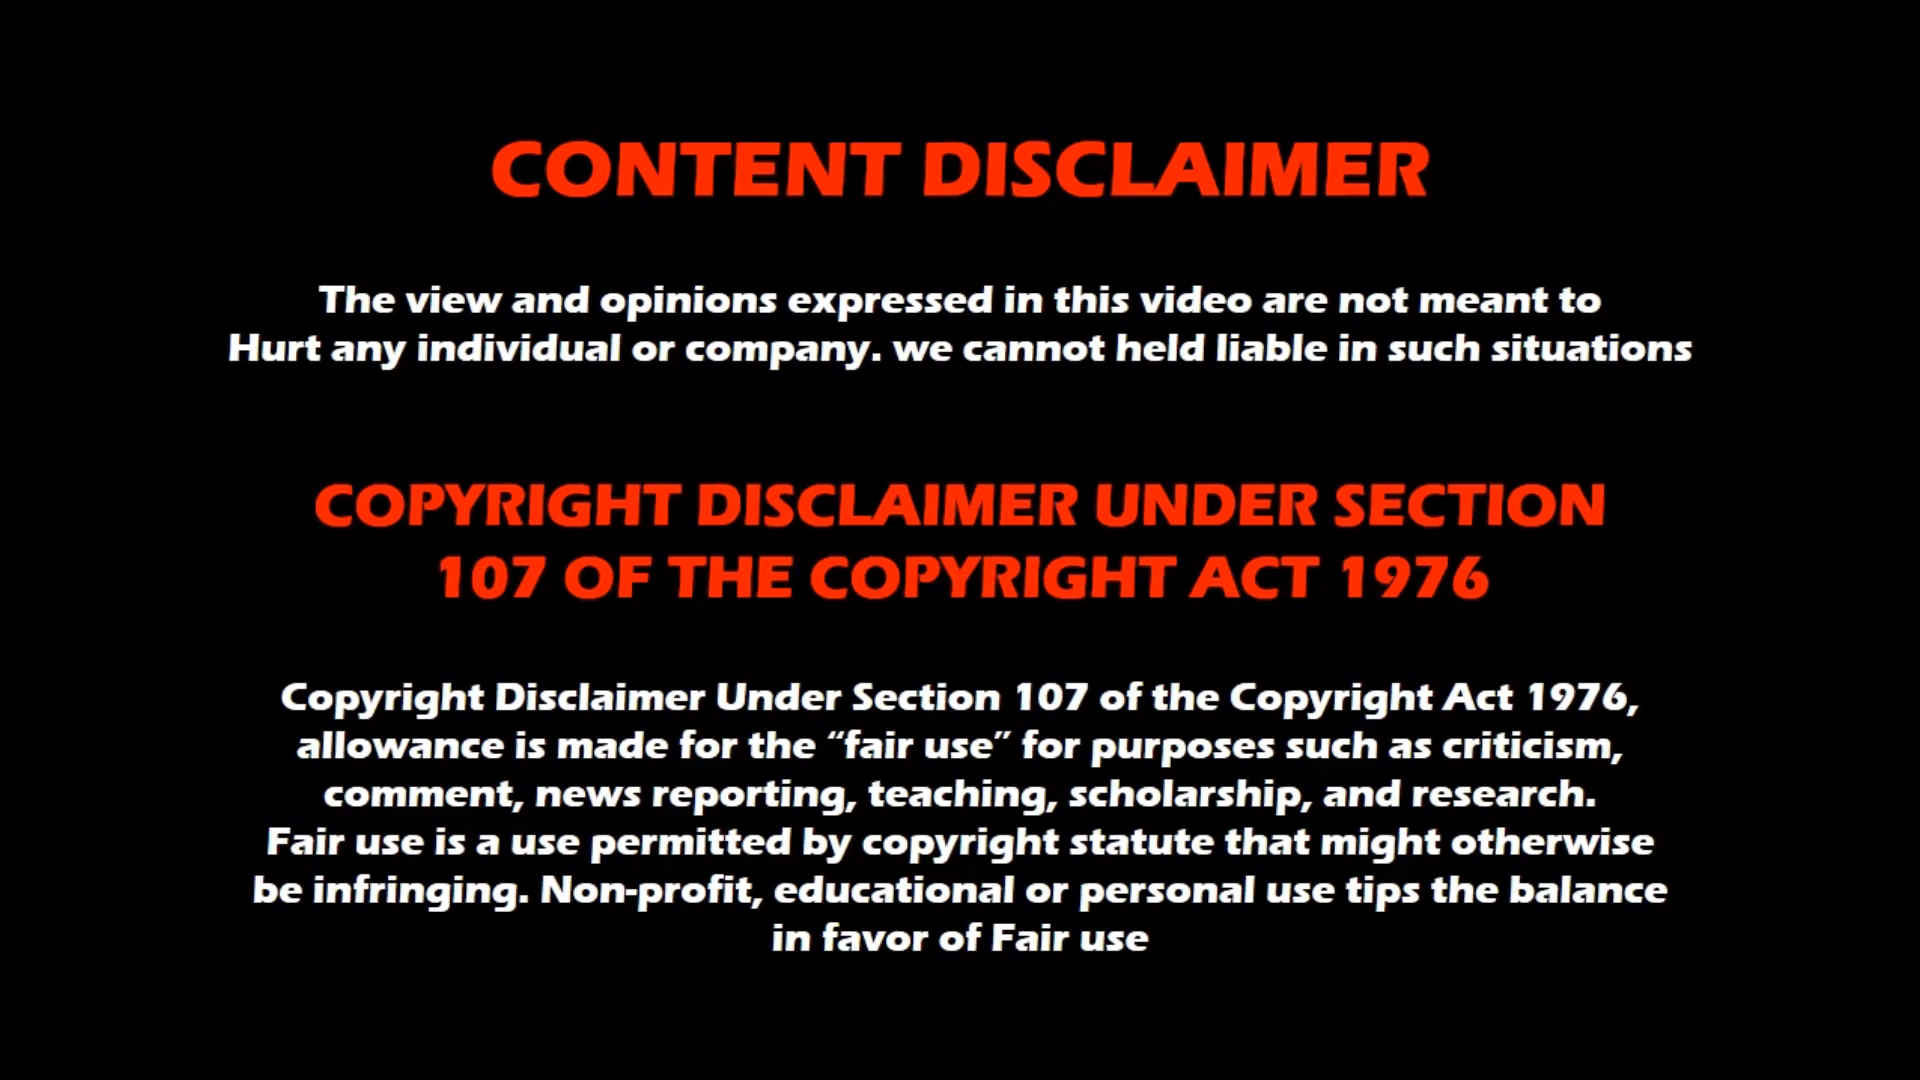 CONTENT DISCLAIMER
The view and opinions expressed in this video are not meant to
Hurt any individual or company. we cannot held liable in such situations
COPYRIGHT DISCLAIMER UNDER SECTION
107 OF THE COPYRIGHT ACT 1976
Copyright Disclaimer Under Section 107 of the Copyright Act 1976,
allowance is made for the “fair use” for purposes such as criticism,
comment, news reporting, teaching, scholarship, and research.
Fair use is a use permitted by copyright statute that might otherwise
be infringing. Non-profit, educational or personal use tips the balance
in favor of Fair use